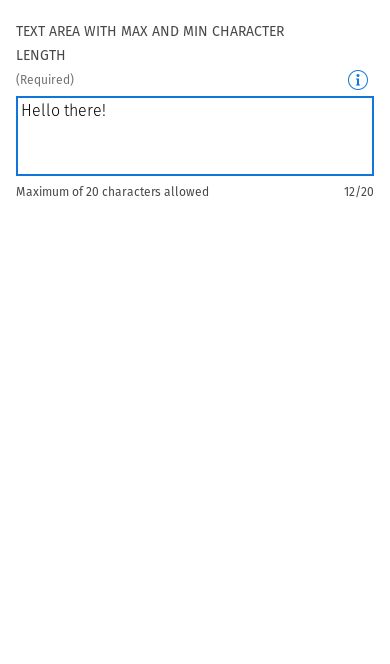 TEXT AREA WITH MAX AND MIN CHARACTER
LENGTH
(Required)
Hello there!
Maximum of 20 characters allowed 12/20